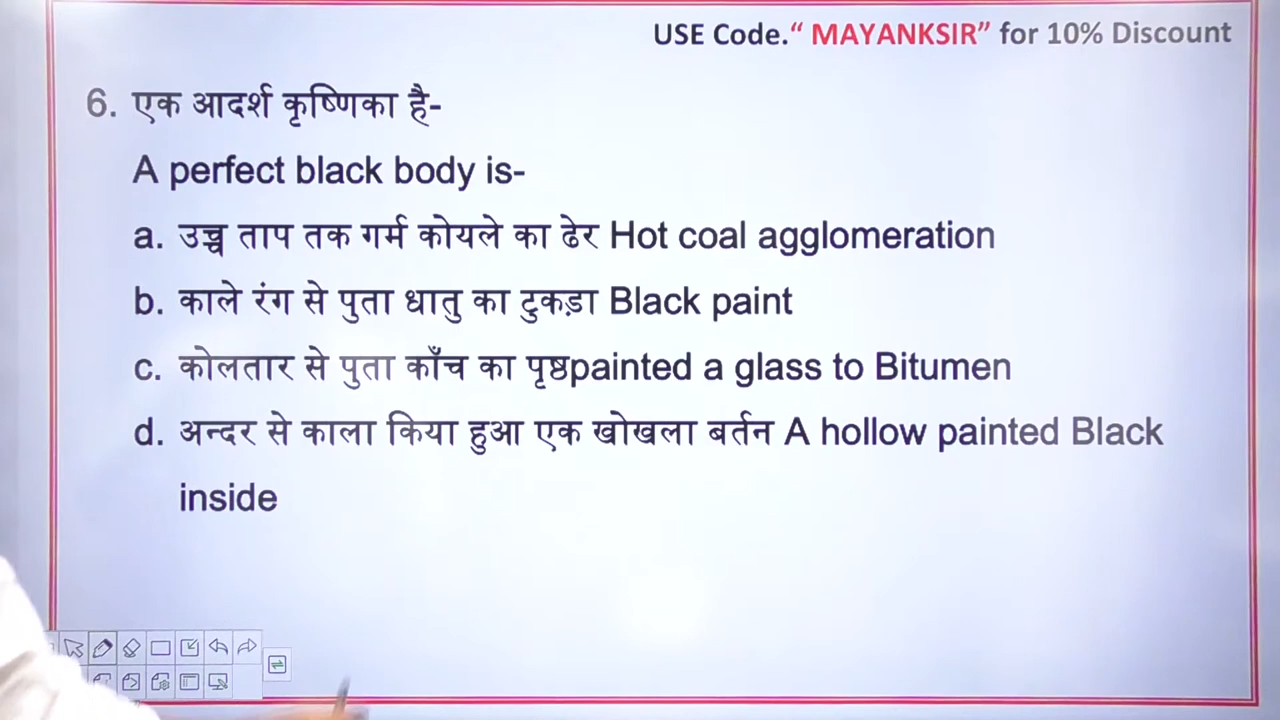 USE Code.“ MAYANKSIR” for 10% Discount
6. एक आदर्श कृष्णिका है-
A perfect black body is-
a. उच्च ताप तक गर्म कोयले का ढेर Hot coal agglomeration
b. काले रंग से पुता धातु का टुकड़ा Black paint
c. कोलतार से पुता काँच का पृष्ठpainted a glass to Bitumen
d. अन्दर से काला किया हुआ एक खोखला बर्तन A hollow painted Black
inside